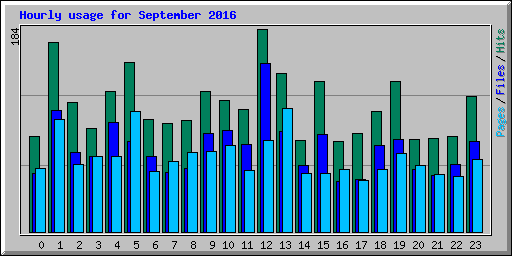 Hourly usage for September 2016
184
Pages / Files / Hits
0 1 2 3 4 5 6 7 8 9 10 11 12 13 14 15 16 17 18 19 20 21 22 23